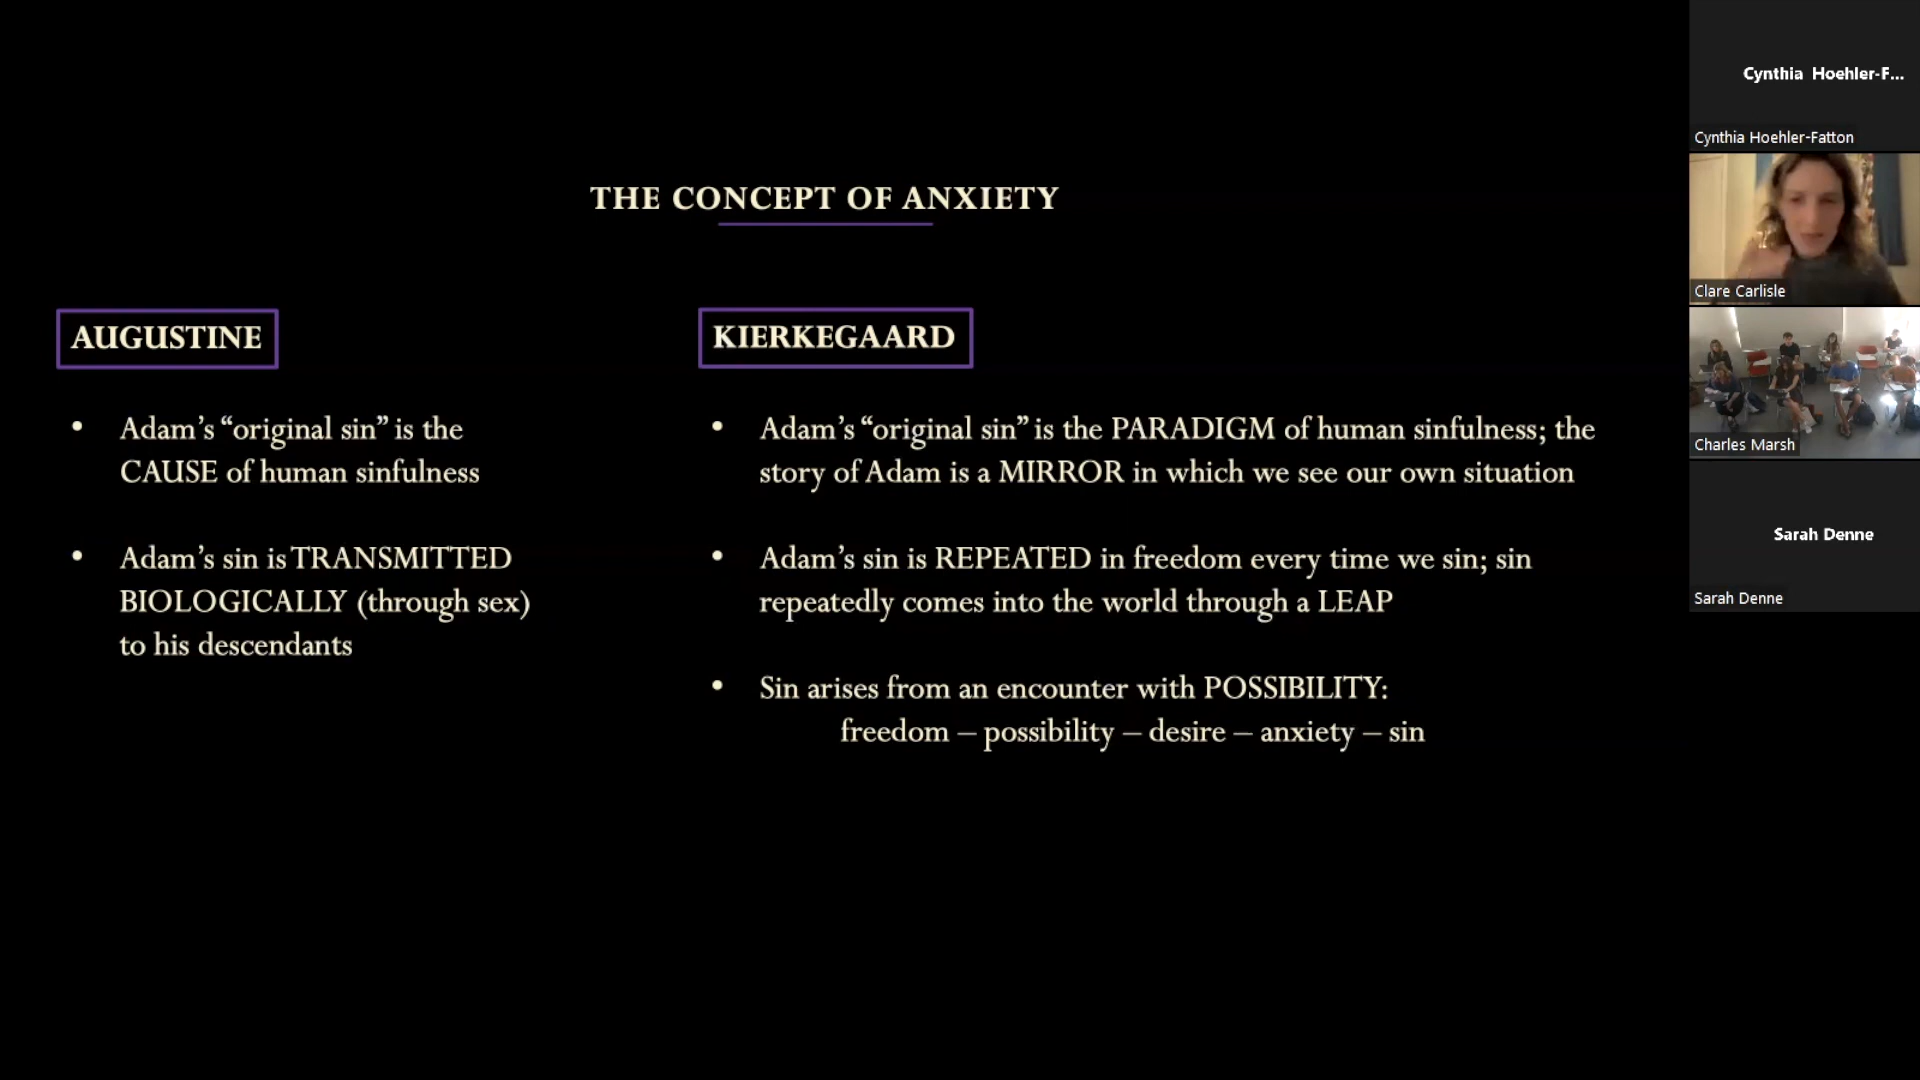 THE CONCEPT OF ANXIETY
AUGUSTINE
• Adam's “original sin” is the
CAUSE of human sinfulness
• Adam's sin is TRANSMITTED
BIOLOGICALLY (through sex)
to his descendants
KIERKEGAARD
• Adam's “original sin” is the PARADIGM of human sinfulness; the
story of Adam is a MIRROR in which we see our own situation
• Adam's sin is REPEATED in freedom every time we sin; sin
repeatedly comes into the world through a LEAP
• Sin arises from an encounter with POSSIBILITY:
freedom – possibility – desire – anxiety – sin
Cynthia Hoehler-F...
Cynthia Hoehler-Fatton
Clare Carlisle
Charles Marsh
Sarah Denne
Sarah Denne